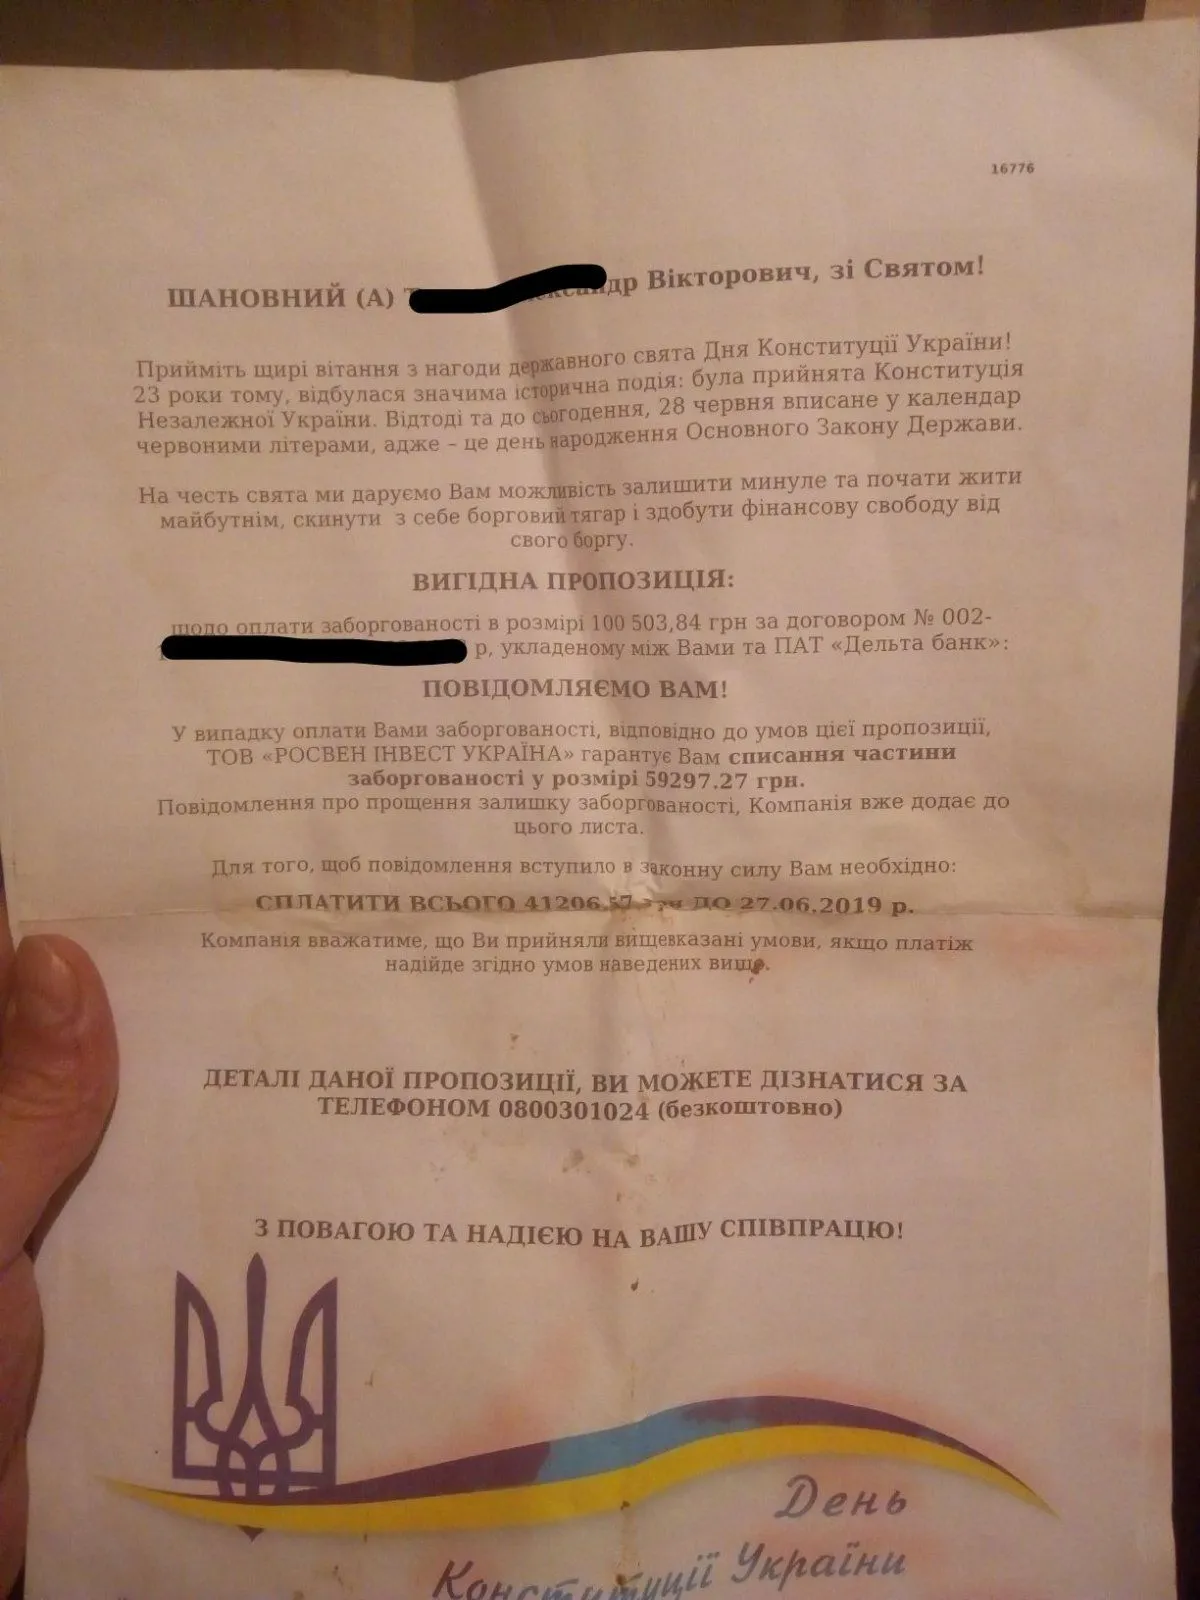 16776
ШАНОВНИЙ (А) Вікторович, зі Святом!
Прийміть щирі вітання з нагоди державного свята Дня Конституції України!
23 роки тому, відбулася значима історична подія: була прийнята Конституція
Незалежної України. Відтоді та до сьогодення, 28 червня вписане у календар
червоними літерами, адже – це день народження Основного Закону Держави.
На честь свята ми даруємо Вам можливість залишити минуле та почати жити
майбутнім, скинути з себе борговий тягар і здобути фінансову свободу від
свого боргу.
ВИГІДНА ПРОПОЗИЦІЯ:
щодо оплати заборгованості в розмірі 100 503,84 грн за договором № 002-
р, укладеному між Вами та ПАТ «Дельта банк»:
ПОВІДОМЛЯЄМО ВАМ!
У випадку оплати Вами заборгованості, відповідно до умов цієї пропозиції,
ТОВ «РОСВЕН ІНВЕСТ УКРАЇНА» гарантує Вам списання частини
заборгованості у розмірі 59297.27 грн.
Повідомлення про прощення залишку заборгованості, Компанія вже додає до
цього листа.
Для того, щоб повідомлення вступило в законну силу Вам необхідно:
СПЛАТИТИ ВСЬОГО 41206.57 грн ДО 27.06.2019 р.
Компанія вважатиме, що Ви прийняли вищевказані умови, якщо платіж
надійде згідно умов наведених вище.
ДЕТАЛІ ДАНОЇ ПРОПОЗИЦІЇ, ВИ МОЖЕТЕ ДІЗНАТИСЯ ЗА
ТЕЛЕФОНОМ 0800301024 (безкоштовно)
З ПОВАГОЮ ТА НАДІЄЮ НА ВАШУ СПІВПРАЦЮ!
День
Конституції України